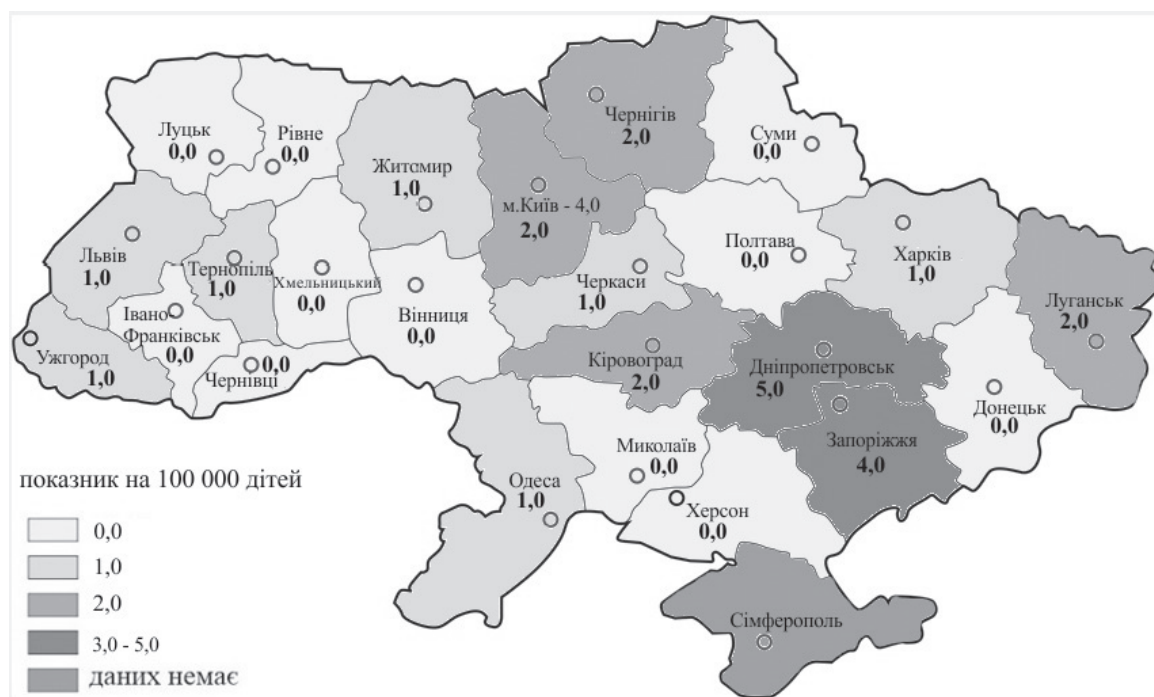 Луцьк
0,0
Рівне
0,0
Житомир
1,0
м.Київ - 4,0
2,0
Чернігів
2,0
Суми
0,0
Львів
1,0
Тернопіль
1,0
Хмельницький
0,0
Вінниця
0,0
Черкаси
1,0
Полтава
0,0
Харків
1,0
Луганськ
2,0
Івано-
Франківськ
0,0
Ужгород
1,0
Чернівці
0,0
Кіровоград
2,0
Дніпропетровськ
5,0
Донецьк
0,0
Запоріжжя
4,0
Миколаїв
0,0
Одеса
1,0
Херсон
0,0
Сімферополь
показник на 100 000 дітей
0,0
1,0
2,0
3,0 - 5,0
даних немає